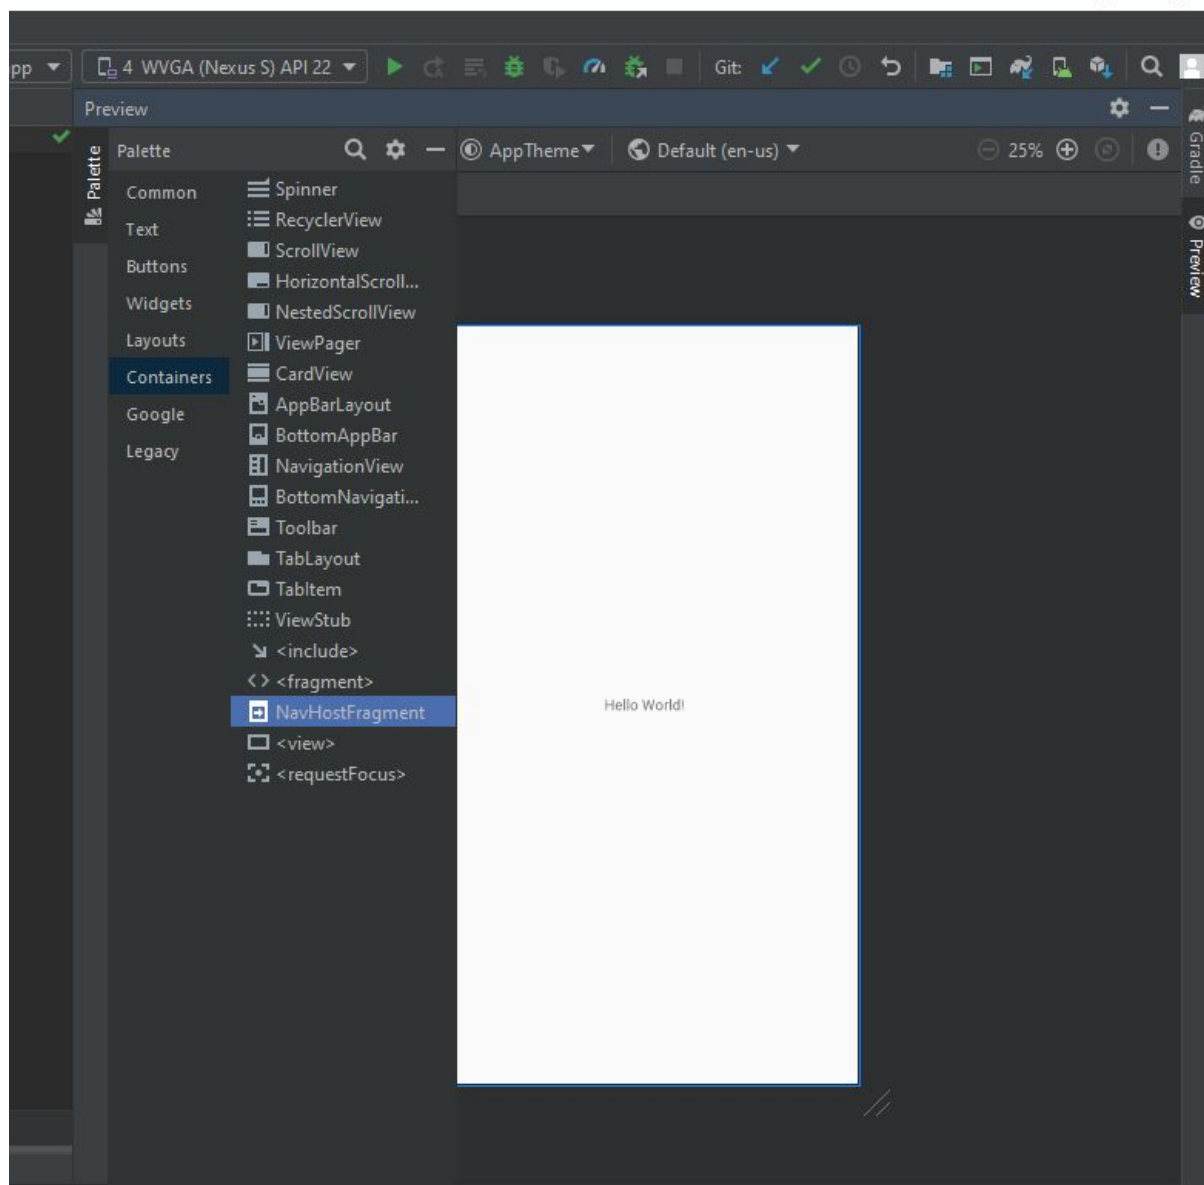 pp
4 WVGA (Nexus S) API 22
Git:
Preview
Palette
AppTheme
Default (en-us)
25%
Palette
Common
Text
Buttons
Widgets
Layouts
Containers
Google
Legacy
Spinner
RecyclerView
ScrollView
HorizontalScroll...
NestedScrollView
ViewPager
CardView
AppBarLayout
BottomAppBar
NavigationView
BottomNavigati...
Toolbar
TabLayout
TabItem
ViewStub
<include>
<fragment>
NavHostFragment
<view>
<requestFocus>
Hello World!
Gradle
Preview